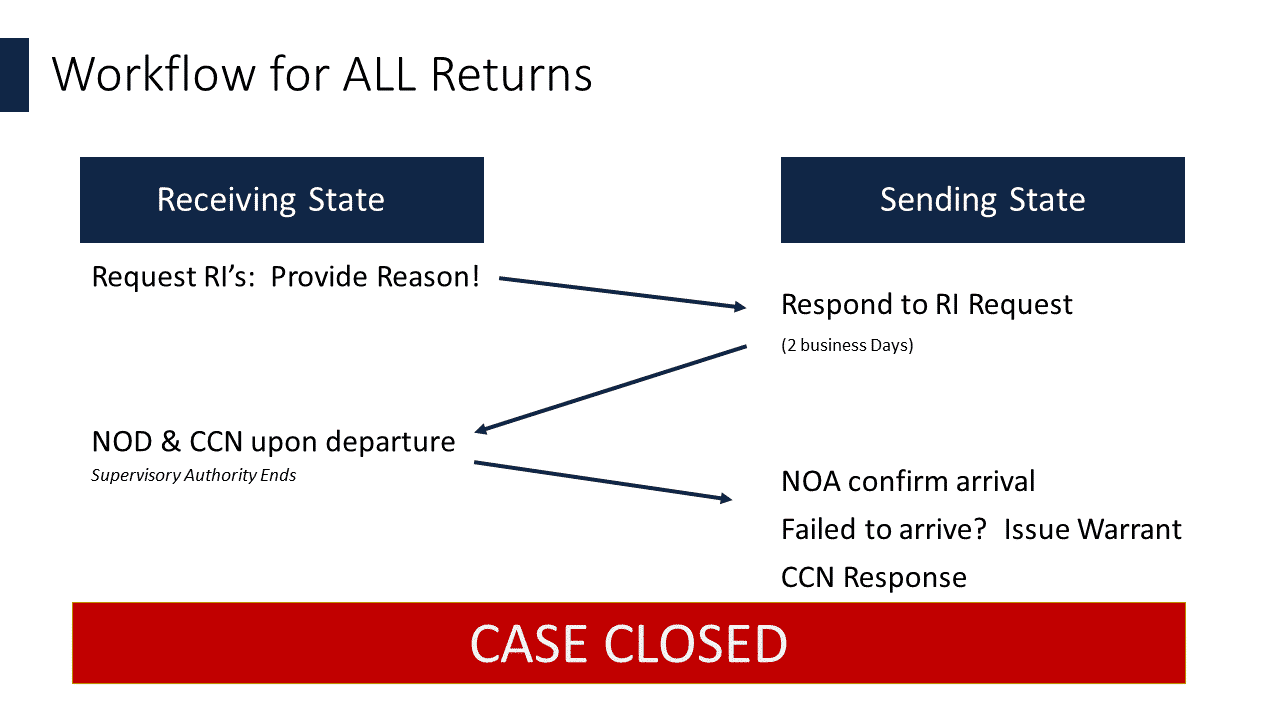 Workflow for ALL Returns
Receiving State
Sending State
Request RI’s:  Provide Reason!
Respond to RI Request
(2 business Days)
NOD & CCN upon departure
Supervisory Authority Ends
NOA confirm arrival
Failed to arrive?  Issue Warrant
CCN Response
CASE CLOSED